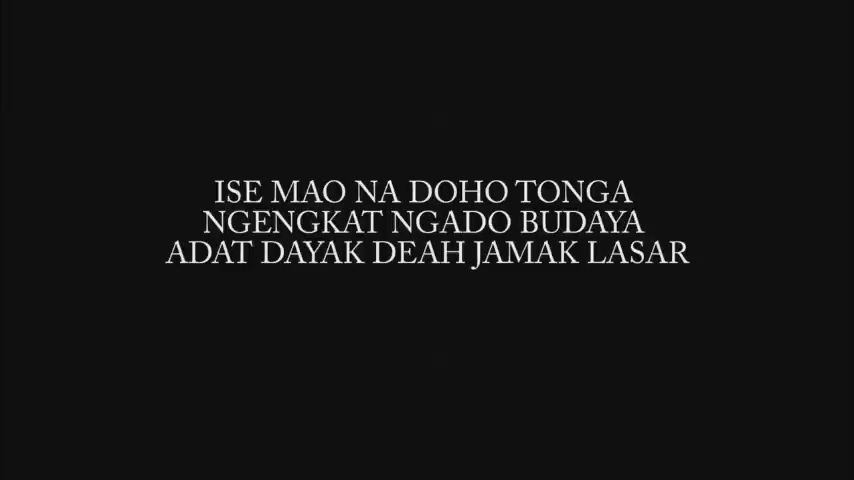 ISE MAO NA DOHO TONGA
NGENGKAT NGADO BUDAYA
ADAT DAYAK DEAH JAMAK LASAR